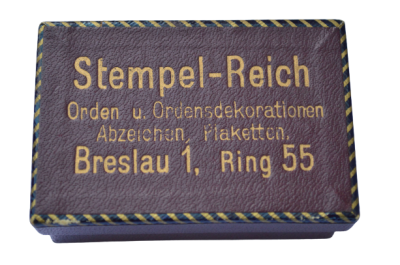 Stempel-Reich
Orden u. Ordensdekorationen
Abzeichen, Plaketten,
Breslau 1, Ring 55